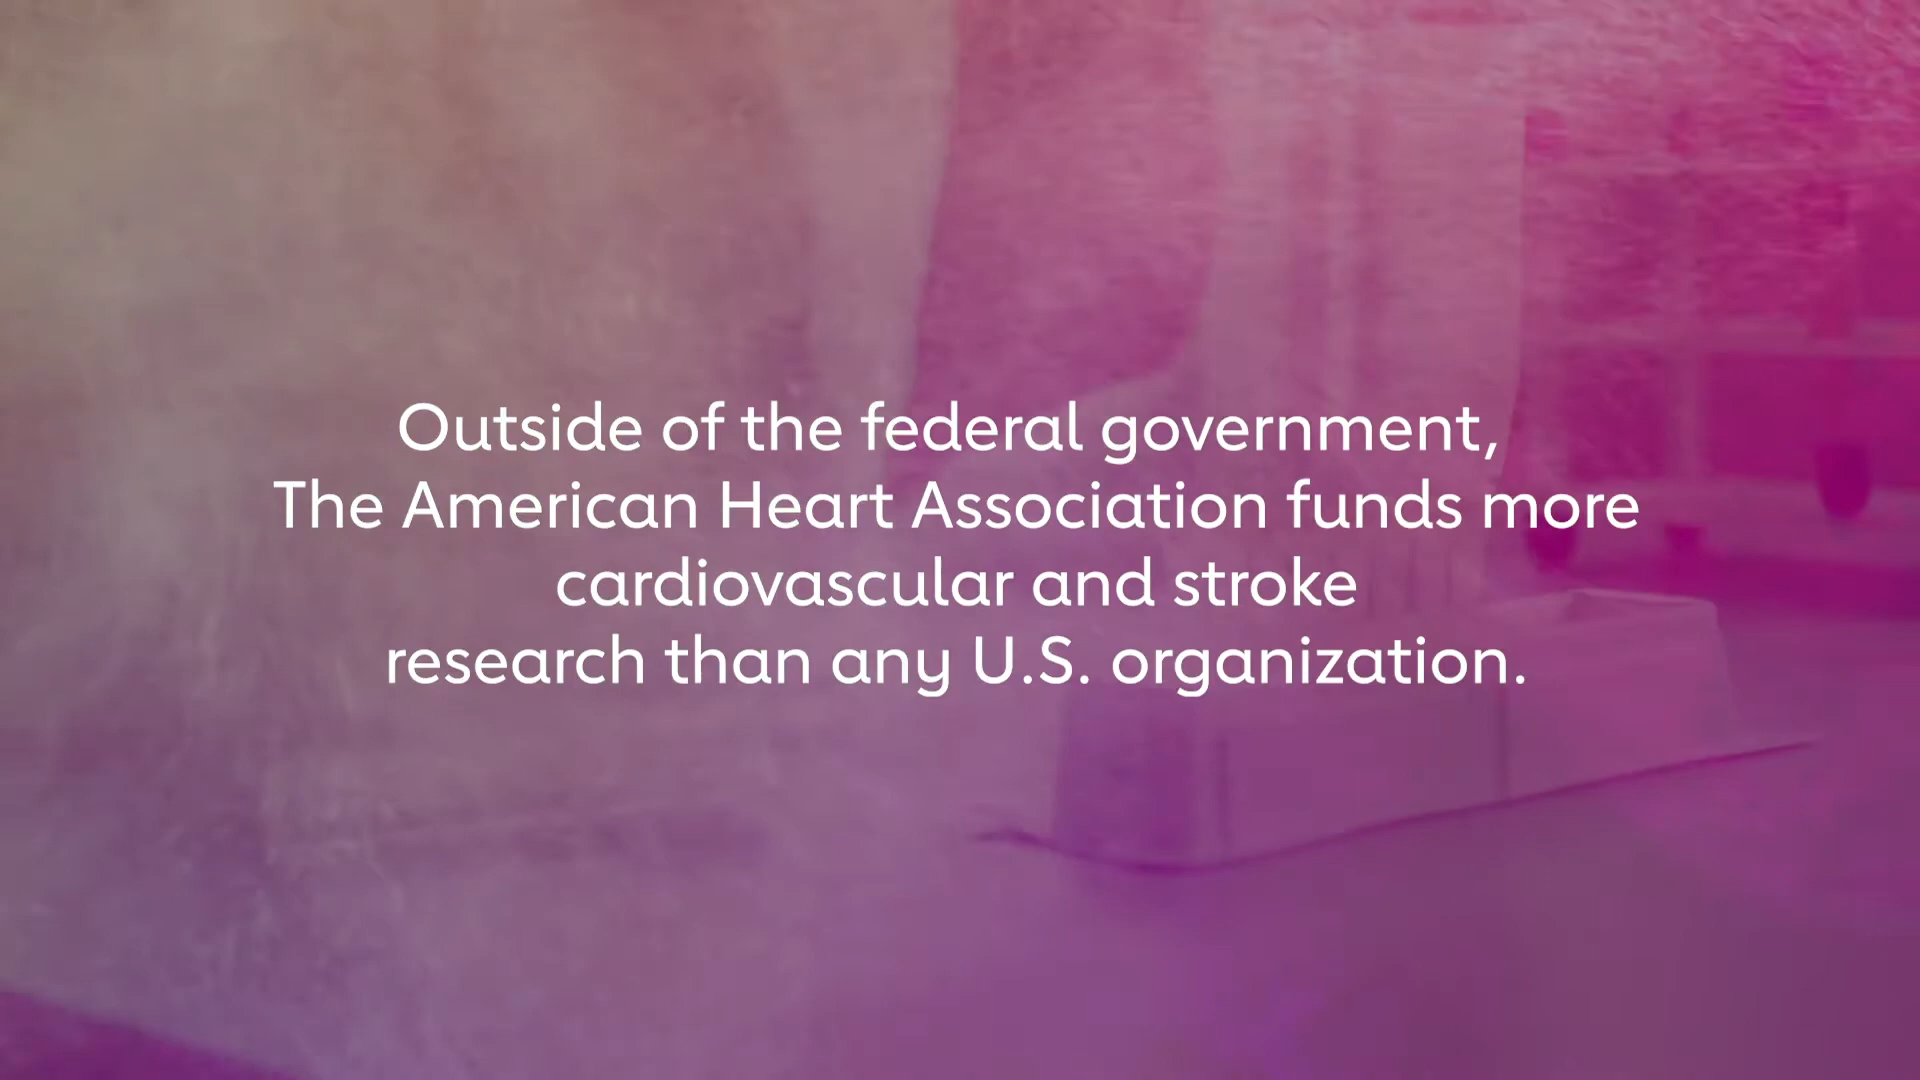 Outside of the federal government,
The American Heart Association funds more
cardiovascular and stroke
research than any U.S. organization.